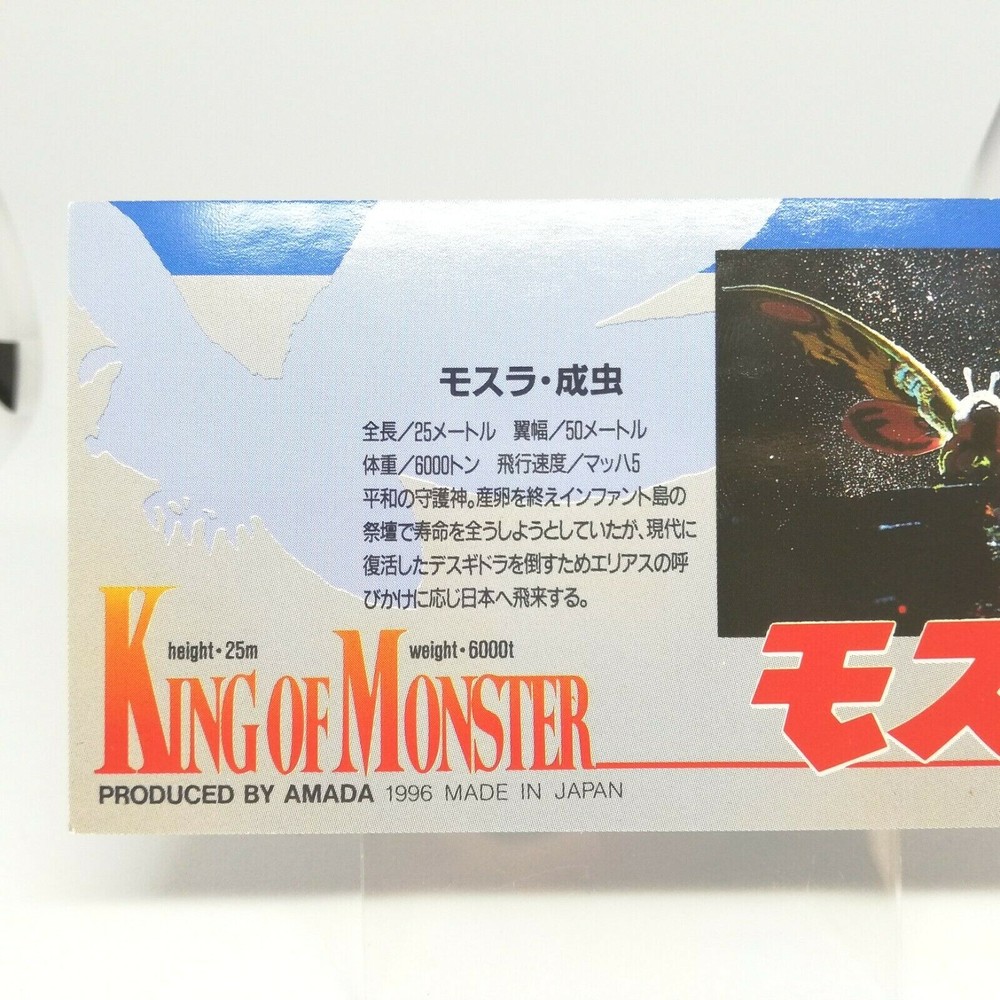 モスラ・成虫
全長／25メートル　翼幅／50メートル
体重／6000トン　飛行速度／マッハ5
平和の守護神。産卵を終えインファント島の
祭壇で寿命を全うしようとしていたが、現代に
復活したデスギドラを倒すためエリアスの呼
びかけに応じ日本へ飛来する。
height・25m weight・6000t
KING OF MONSTER
モス
PRODUCED BY AMADA 1996 MADE IN JAPAN